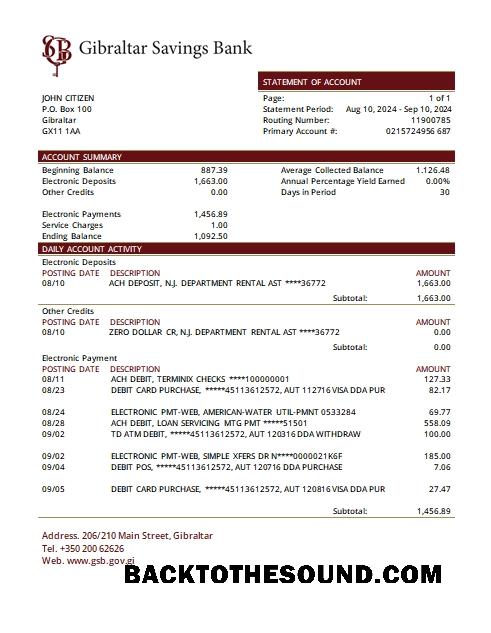 GSB Gibraltar Savings Bank
STATEMENT OF ACCOUNT
JOHN CITIZEN
P.O. Box 100
Gibraltar
GX11 1AA
Page: 1 of 1
Statement Period: Aug 10, 2024 - Sep 10, 2024
Routing Number: 11900785
Primary Account #: 0215724956 687
ACCOUNT SUMMARY
Beginning Balance 887.39 Average Collected Balance 1.126.48
Electronic Deposits 1,663.00 Annual Percentage Yield Earned 0.00%
Other Credits 0.00 Days in Period 30
Electronic Payments 1,456.89
Service Charges 1.00
Ending Balance 1,092.50
DAILY ACCOUNT ACTIVITY
Electronic Deposits
POSTING DATE DESCRIPTION AMOUNT
08/10 ACH DEPOSIT, N.J. DEPARTMENT RENTAL AST ****36772 1,663.00
Subtotal: 1,663.00
Other Credits
POSTING DATE DESCRIPTION AMOUNT
08/10 ZERO DOLLAR CR, N.J. DEPARTMENT RENTAL AST ****36772 0.00
Subtotal: 0.00
Electronic Payment
POSTING DATE DESCRIPTION AMOUNT
08/11 ACH DEBIT, TERMINIX CHECKS ****100000001 127.33
08/23 DEBIT CARD PURCHASE, *****45113612572, AUT 112716 VISA DDA PUR 82.17
08/24 ELECTRONIC PMT-WEB, AMERICAN-WATER UTIL-PMNT 0533284 69.77
08/28 ACH DEBIT, LOAN SERVICING MTG PMT *****51501 558.09
09/02 TD ATM DEBIT, *****45113612572, AUT 120316 DDA WITHDRAW 100.00
09/02 ELECTRONIC PMT-WEB, SIMPLE XFERS DR N****0000021K6F 185.00
09/04 DEBIT POS, *****45113612572, AUT 120716 DDA PURCHASE 7.06
09/05 DEBIT CARD PURCHASE, *****45113612572, AUT 120816 VISA DDA PUR 27.47
Subtotal: 1,456.89
Address. 206/210 Main Street, Gibraltar
Tel. +350 200 62626
Web. www.gsb.gov.gi
BACKTOTHESOUND.COM